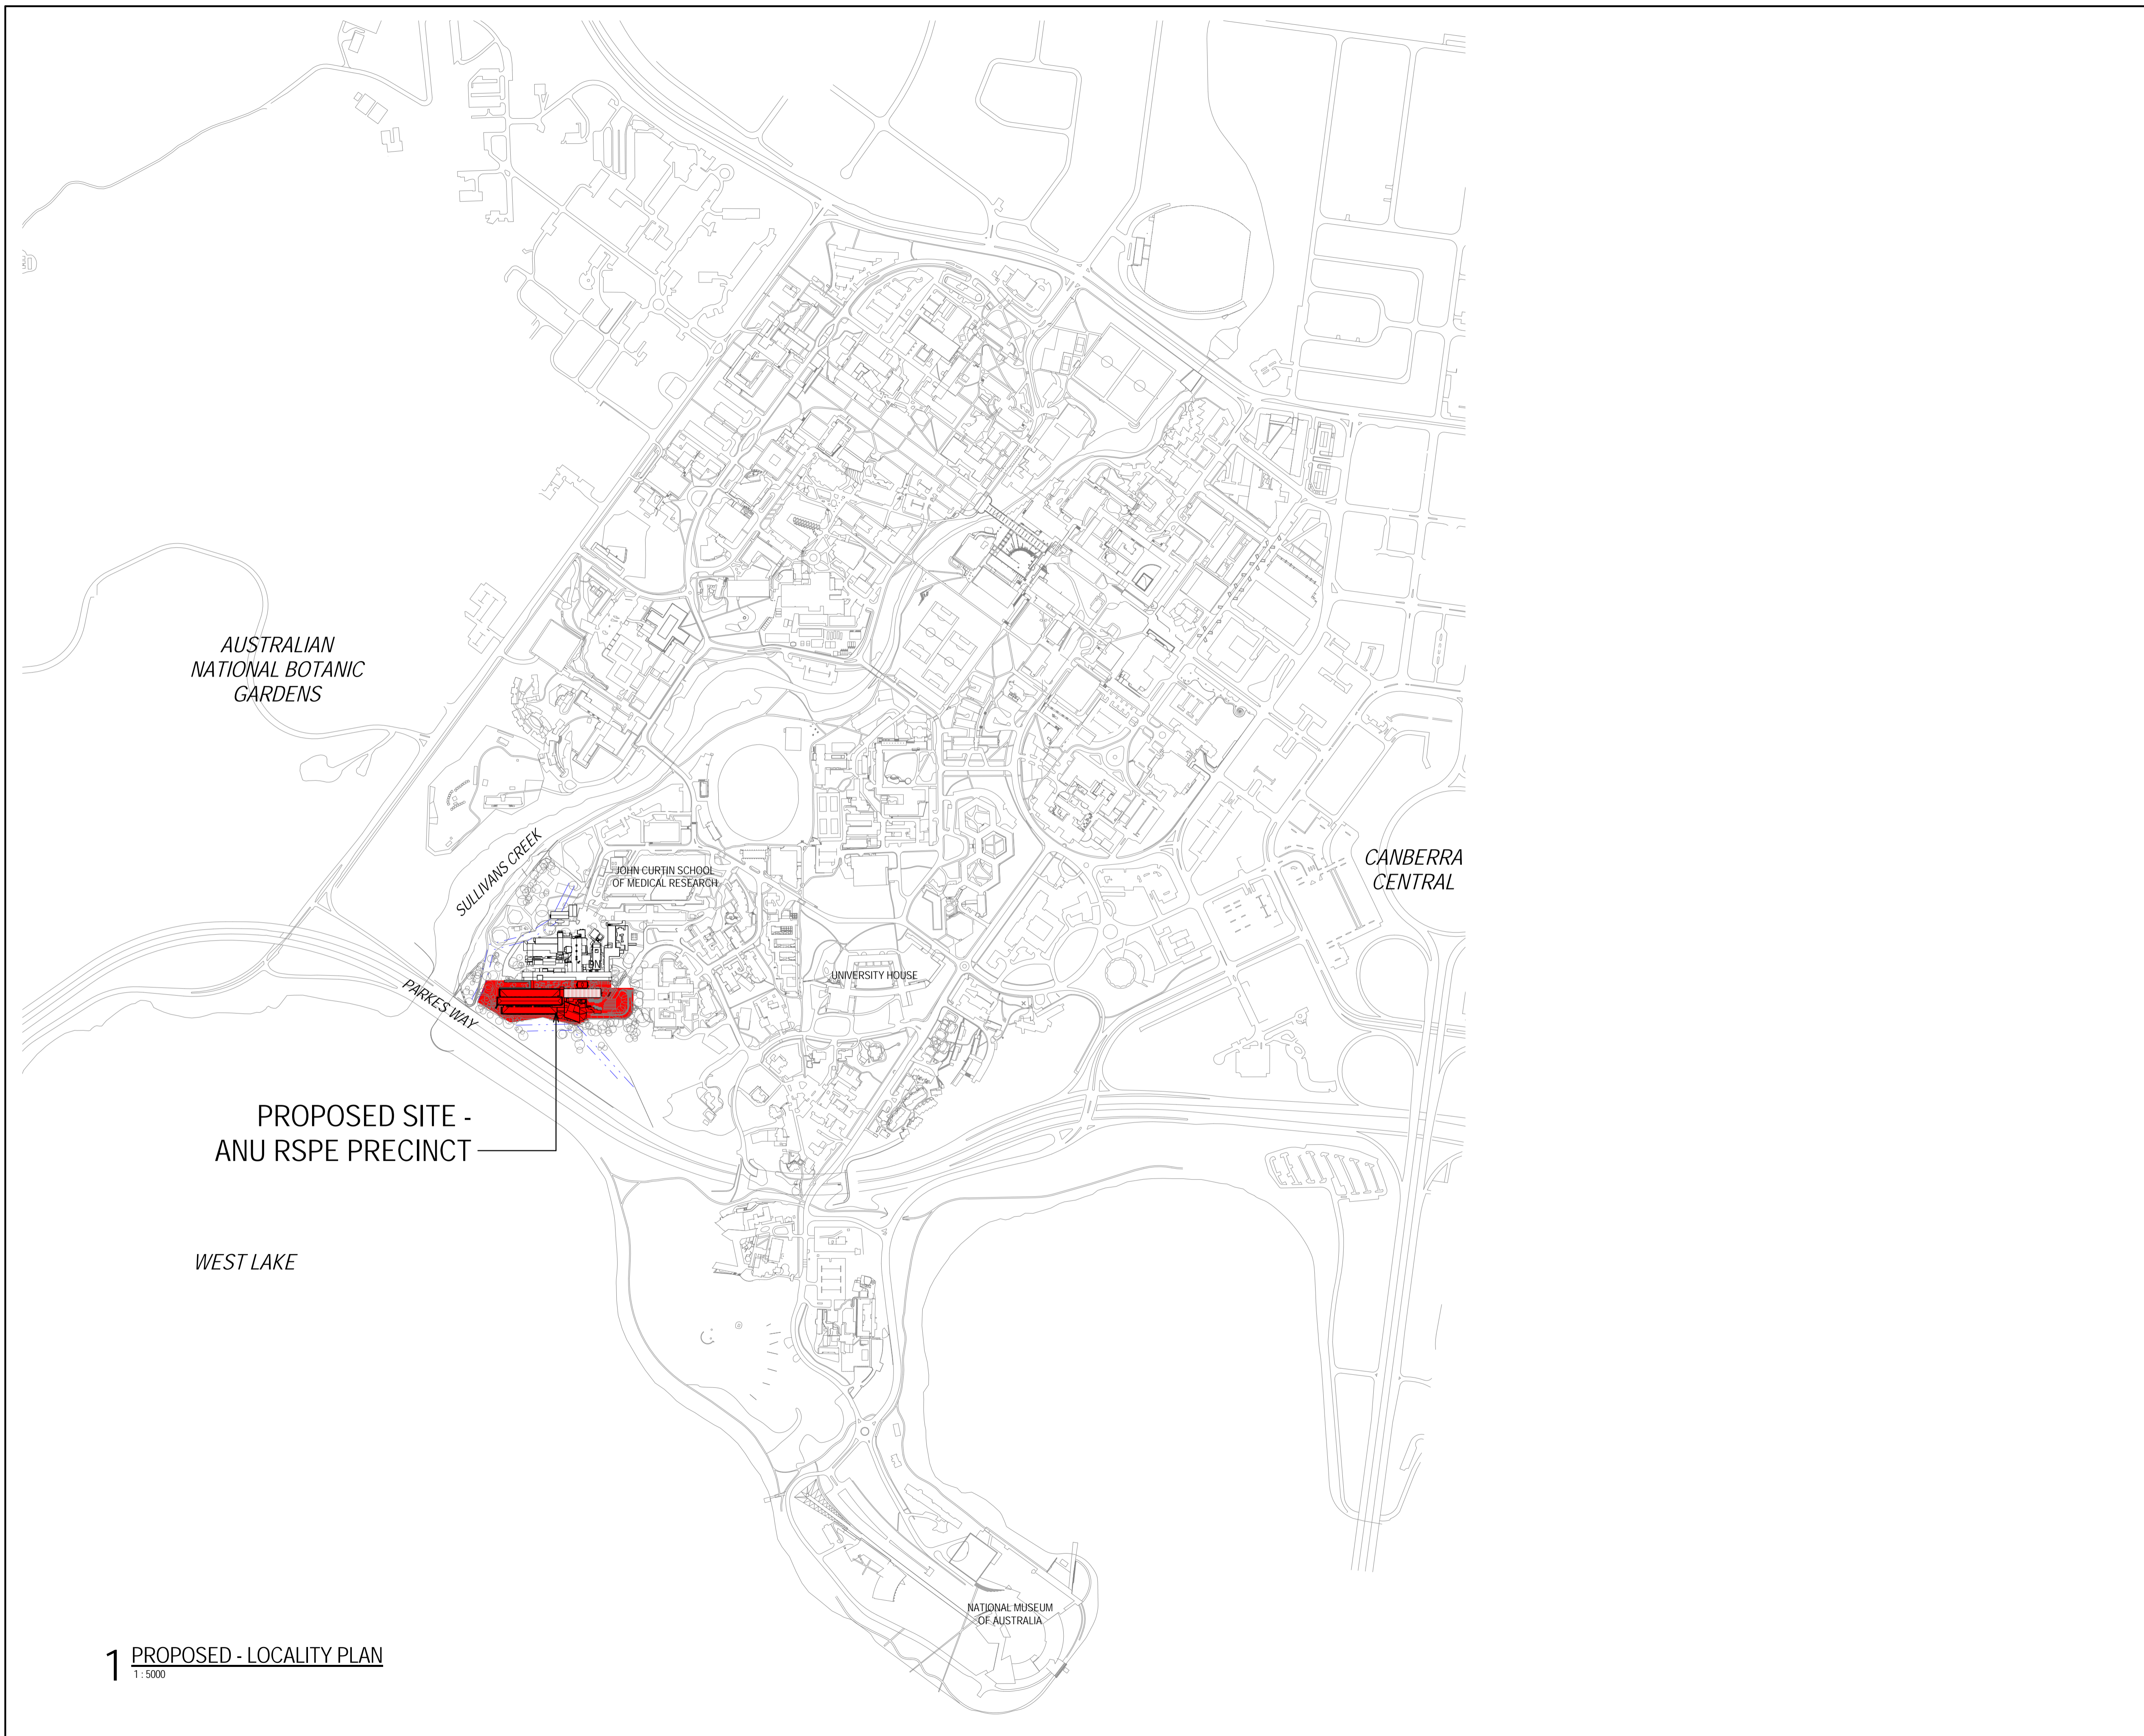 AUSTRALIAN
NATIONAL BOTANIC
GARDENS
SULLIVANS CREEK
JOHN CURTIN SCHOOL
OF MEDICAL RESEARCH
CANBERRA
CENTRAL
UNIVERSITY HOUSE
PARKES WAY
PROPOSED SITE -
ANU RSPE PRECINCT
WEST LAKE
NATIONAL MUSEUM
OF AUSTRALIA
1 PROPOSED - LOCALITY PLAN
1 : 5000